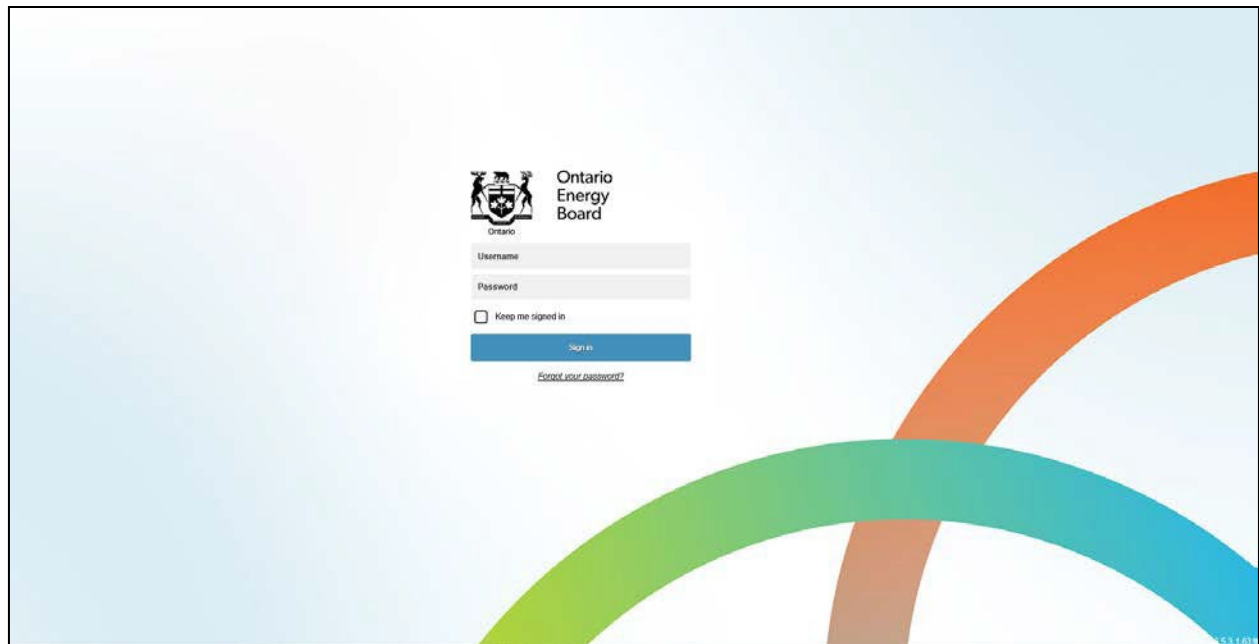 Ontario
Energy
Board
Ontario
Username
Password
Keep me signed in
Sign in
Forgot your password?